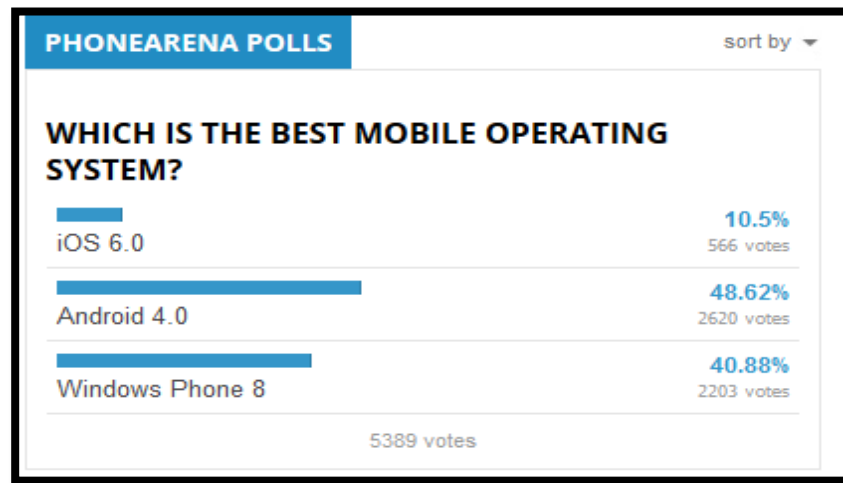 PHONEARENA POLLS
sort by
WHICH IS THE BEST MOBILE OPERATING
SYSTEM?
10.5%
iOS 6.0
566 votes
48.62%
Android 4.0
2620 votes
40.88%
Windows Phone 8
2203 votes
5389 votes